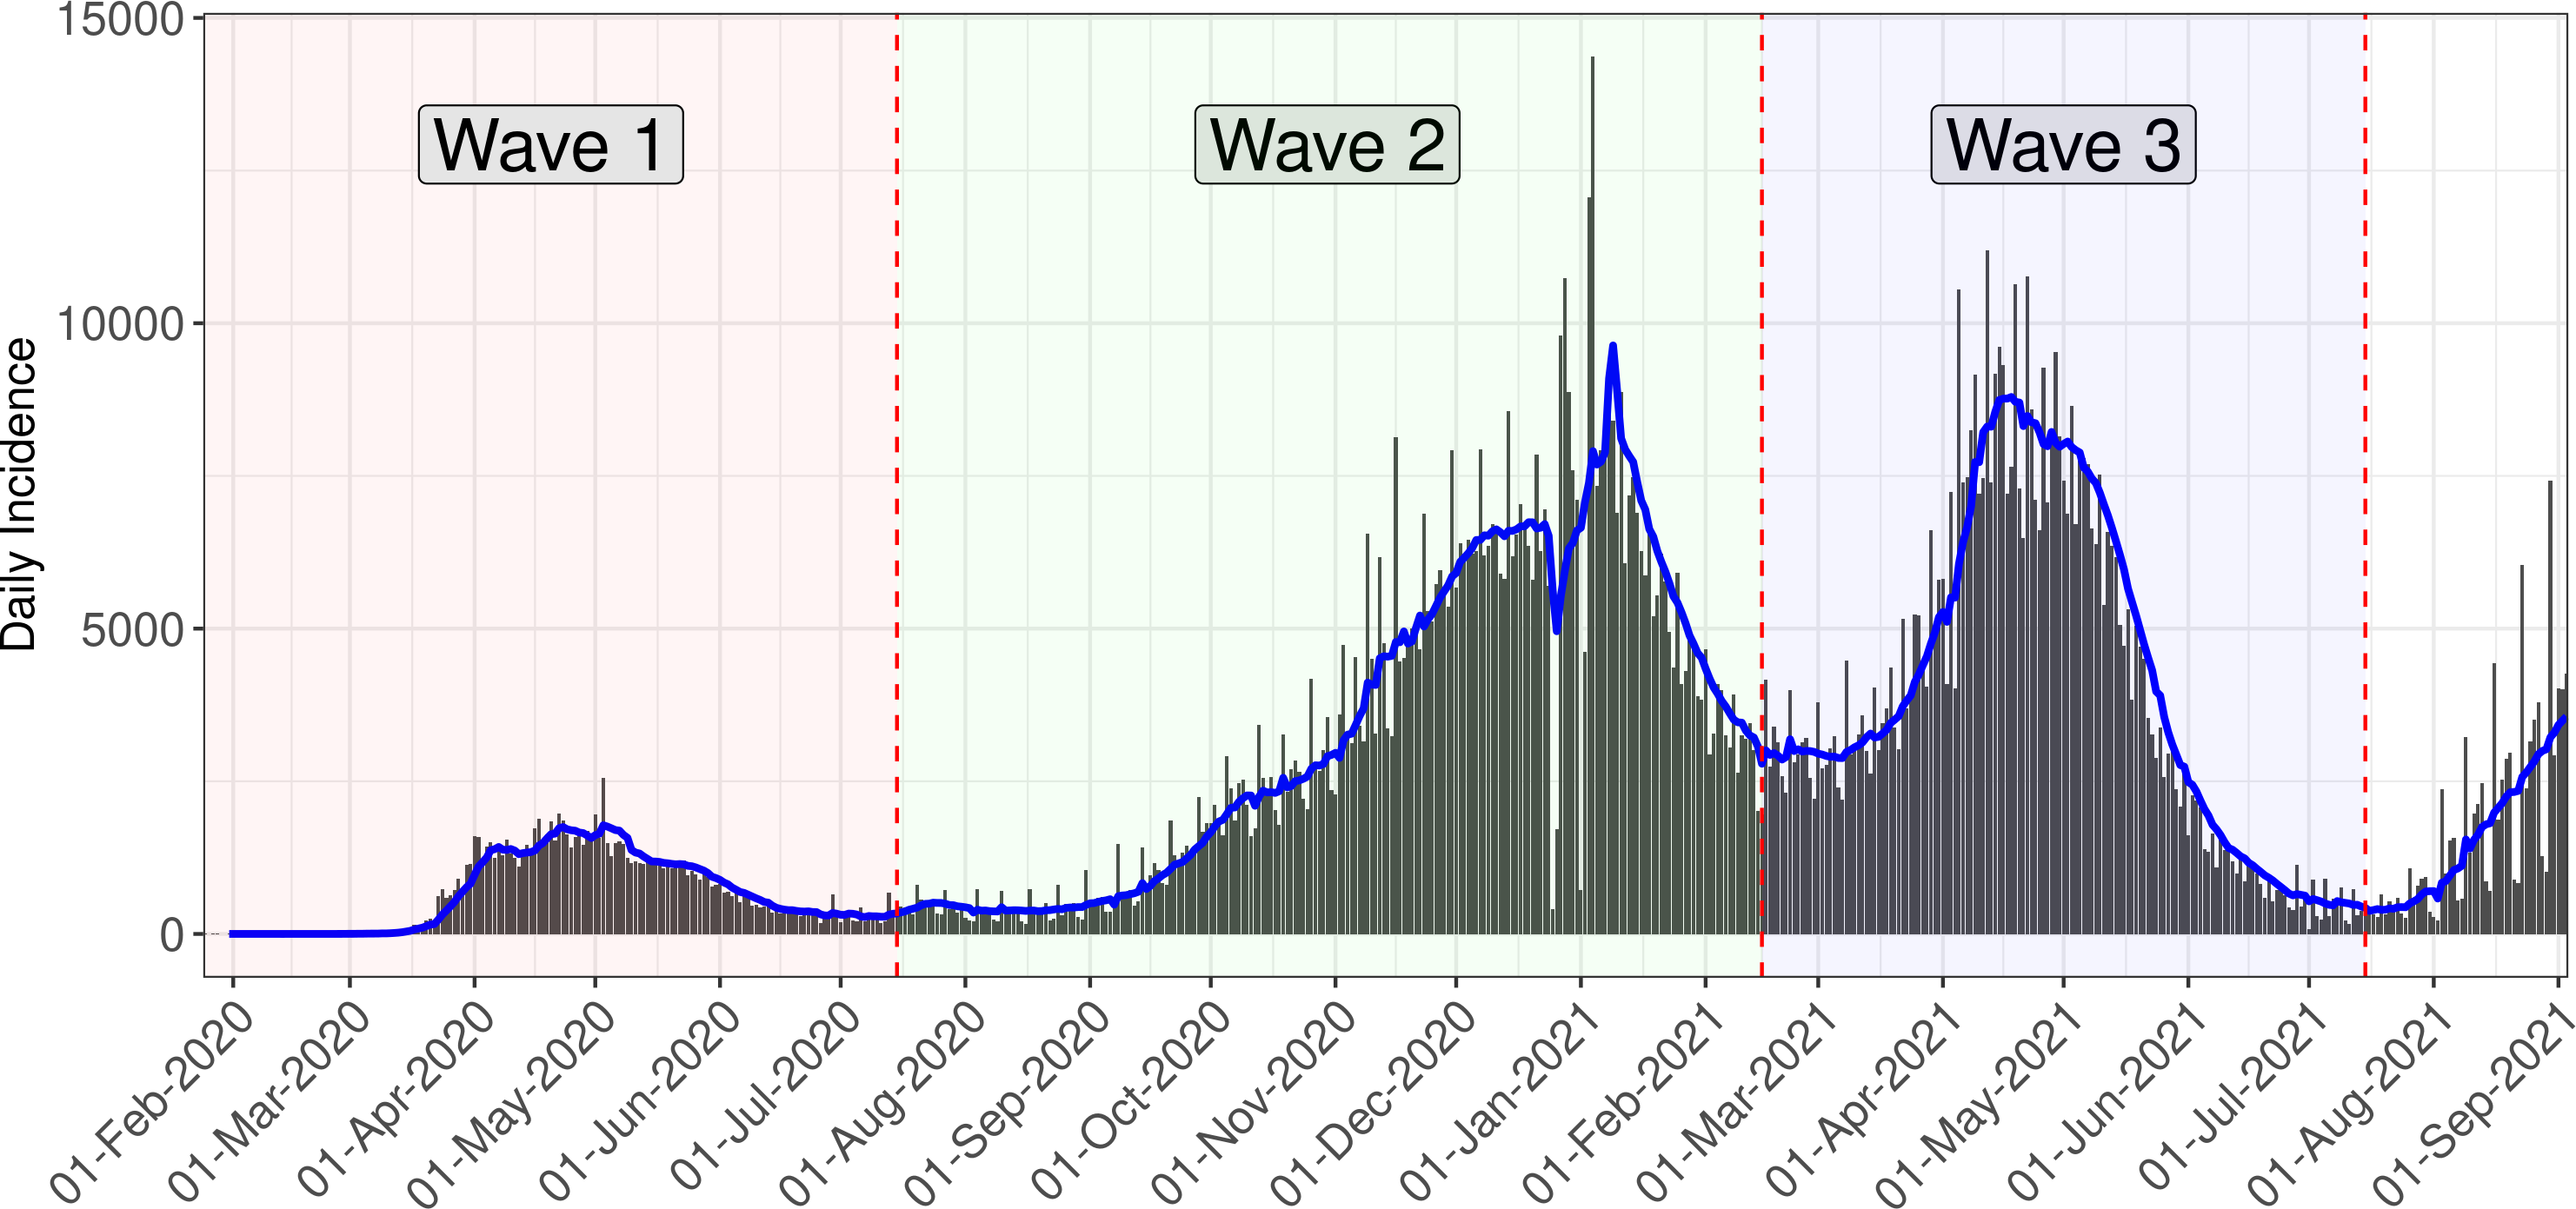 15000
10000
5000
0
Daily Incidence
Wave 1
Wave 2
Wave 3
01-Feb-2020
01-Mar-2020
01-Apr-2020
01-May-2020
01-Jun-2020
01-Jul-2020
01-Aug-2020
01-Sep-2020
01-Oct-2020
01-Nov-2020
01-Dec-2020
01-Jan-2021
01-Feb-2021
01-Mar-2021
01-Apr-2021
01-May-2021
01-Jun-2021
01-Jul-2021
01-Aug-2021
01-Sep-2021